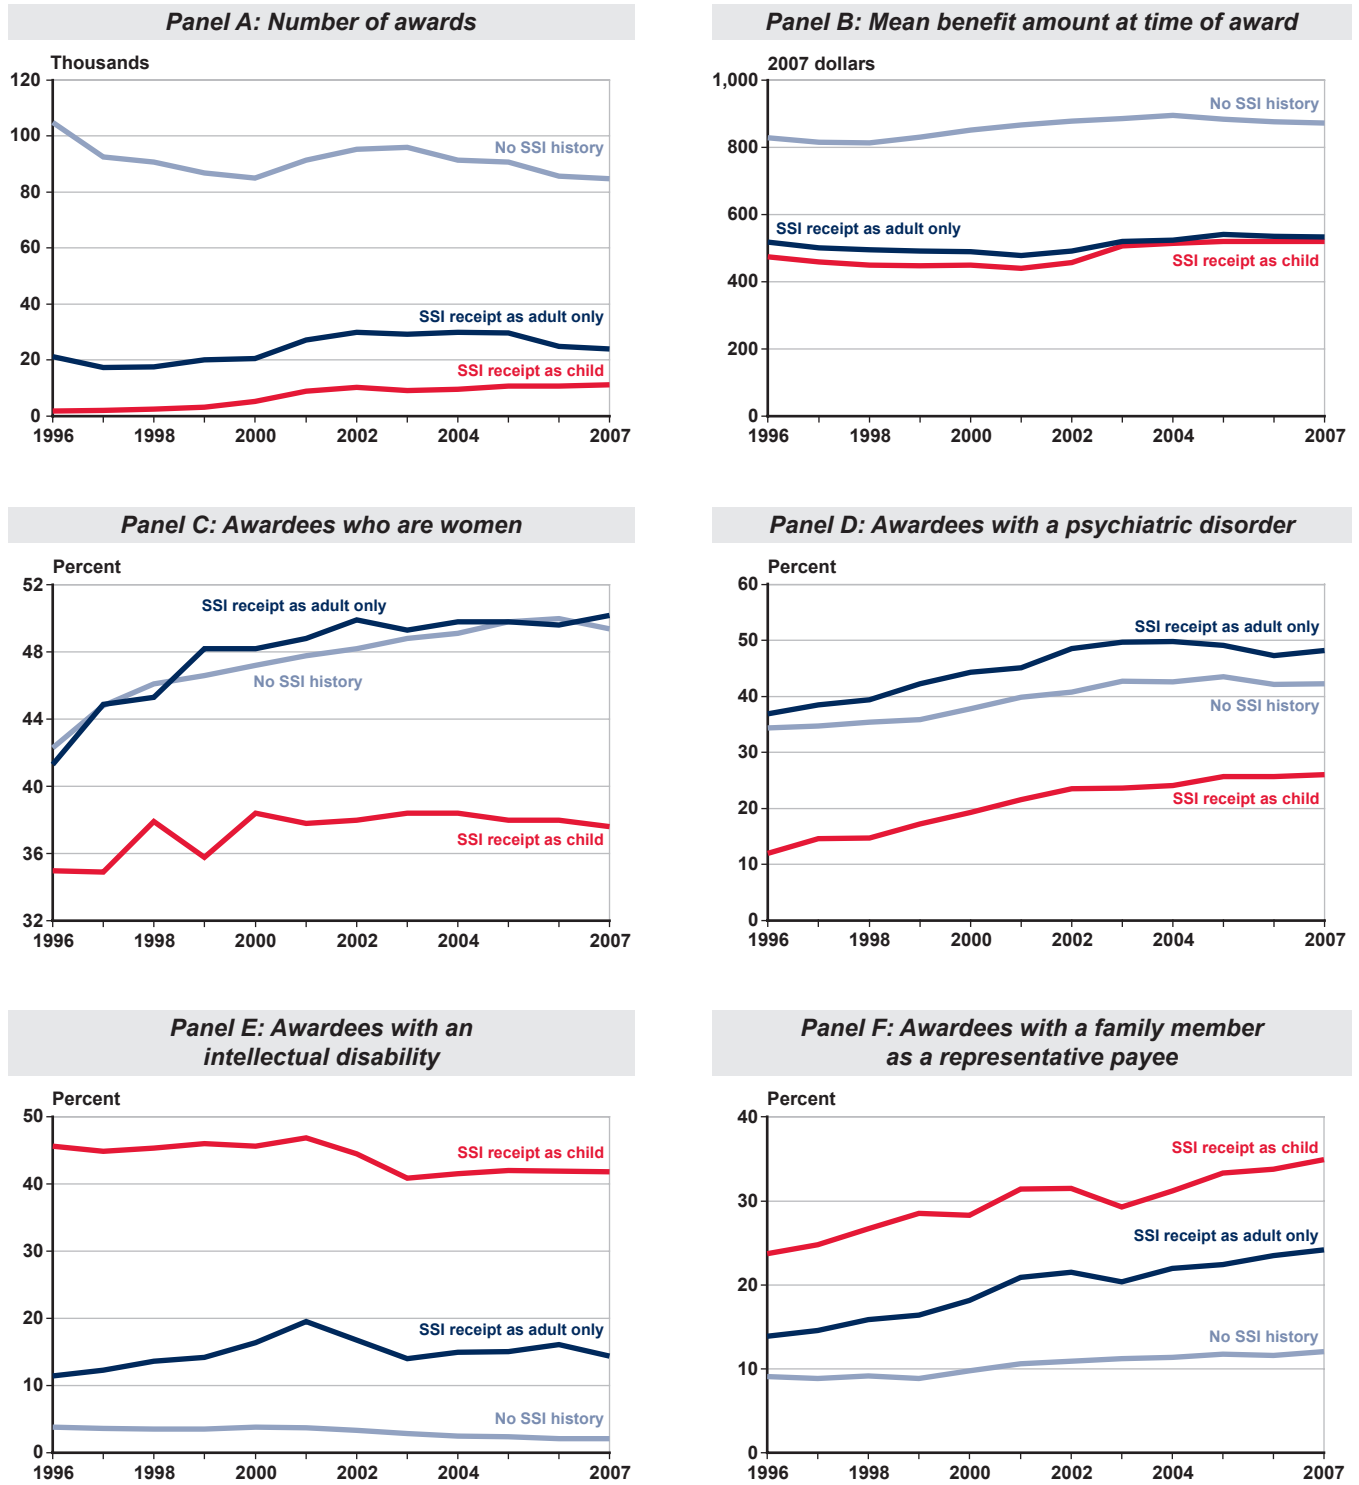 Panel A: Number of awards
Thousands
120
100
80
60
40
20
0
No SSI history
SSI receipt as adult only
SSI receipt as child
1996
1998
2000
2002
2004
2007
Panel B: Mean benefit amount at time of award
2007 dollars
1,000
800
600
400
200
0
No SSI history
SSI receipt as adult only
SSI receipt as child
1996
1998
2000
2002
2004
2007
Panel C: Awardees who are women
Percent
52
48
44
40
36
32
SSI receipt as adult only
No SSI history
SSI receipt as child
1996
1998
2000
2002
2004
2007
Panel D: Awardees with a psychiatric disorder
Percent
60
50
40
30
20
10
0
SSI receipt as adult only
No SSI history
SSI receipt as child
1996
1998
2000
2002
2004
2007
Panel E: Awardees with an
intellectual disability
Percent
50
40
30
20
10
0
SSI receipt as child
SSI receipt as adult only
No SSI history
1996
1998
2000
2002
2004
2007
Panel F: Awardees with a family member
as a representative payee
Percent
40
30
20
10
0
SSI receipt as child
SSI receipt as adult only
No SSI history
1996
1998
2000
2002
2004
2007